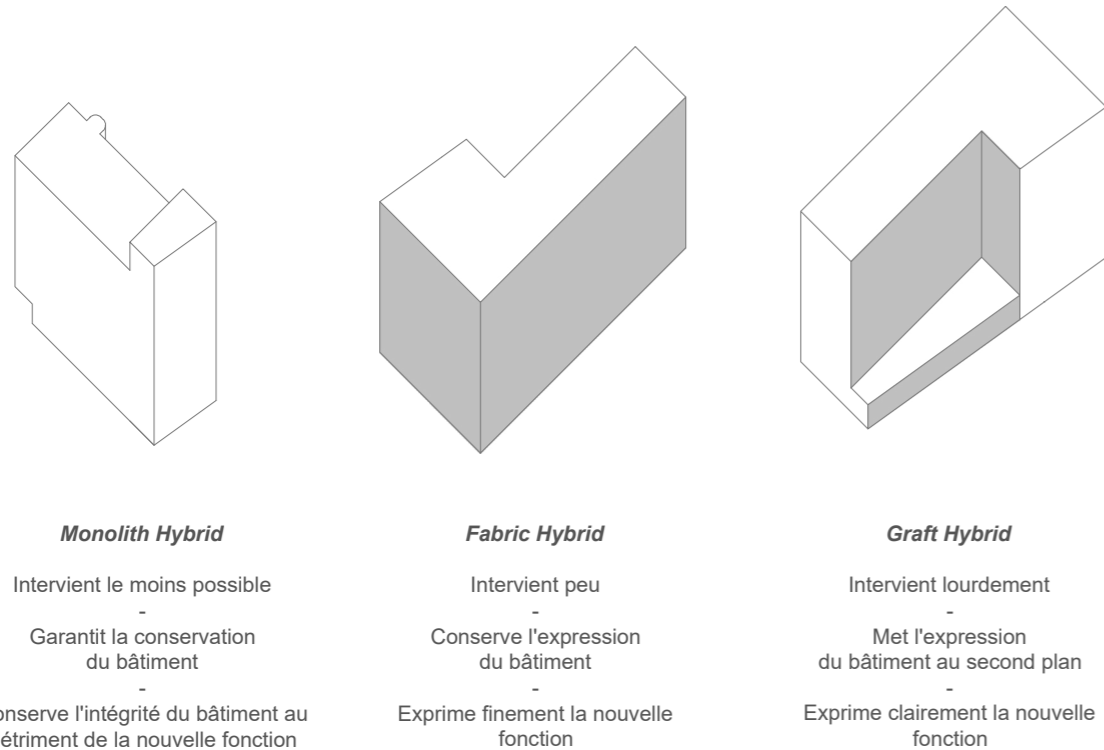 Monolith Hybrid
Intervient le moins possible
-
Garantit la conservation
du bâtiment
-
onserve l'intégrité du bâtiment au
étriment de la nouvelle fonction
Fabric Hybrid
Intervient peu
-
Conserve l'expression
du bâtiment
-
Exprime finement la nouvelle
fonction
Graft Hybrid
Intervient lourdement
-
Met l'expression
du bâtiment au second plan
-
Exprime clairement la nouvelle
fonction